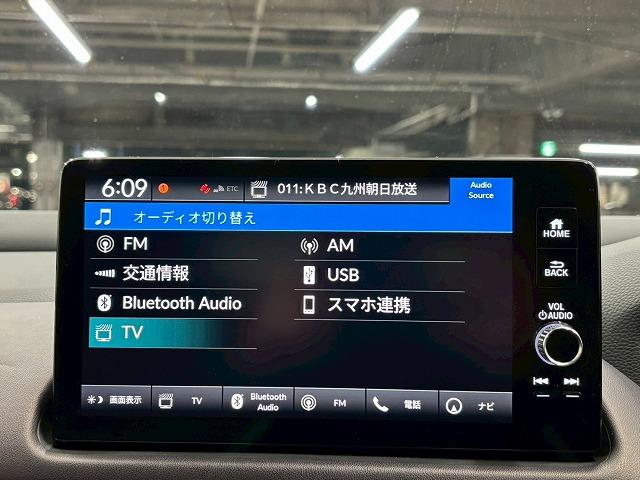 6:09 1 ETC 011:ＫＢＣ九州朝日放送 Audio Source
オーディオ切り替え
FM AM
交通情報 USB
Bluetooth Audio スマホ連携
TV
画面表示 TV Bluetooth Audio FM 電話 ナビ
HOME
BACK
VOL
AUDIO